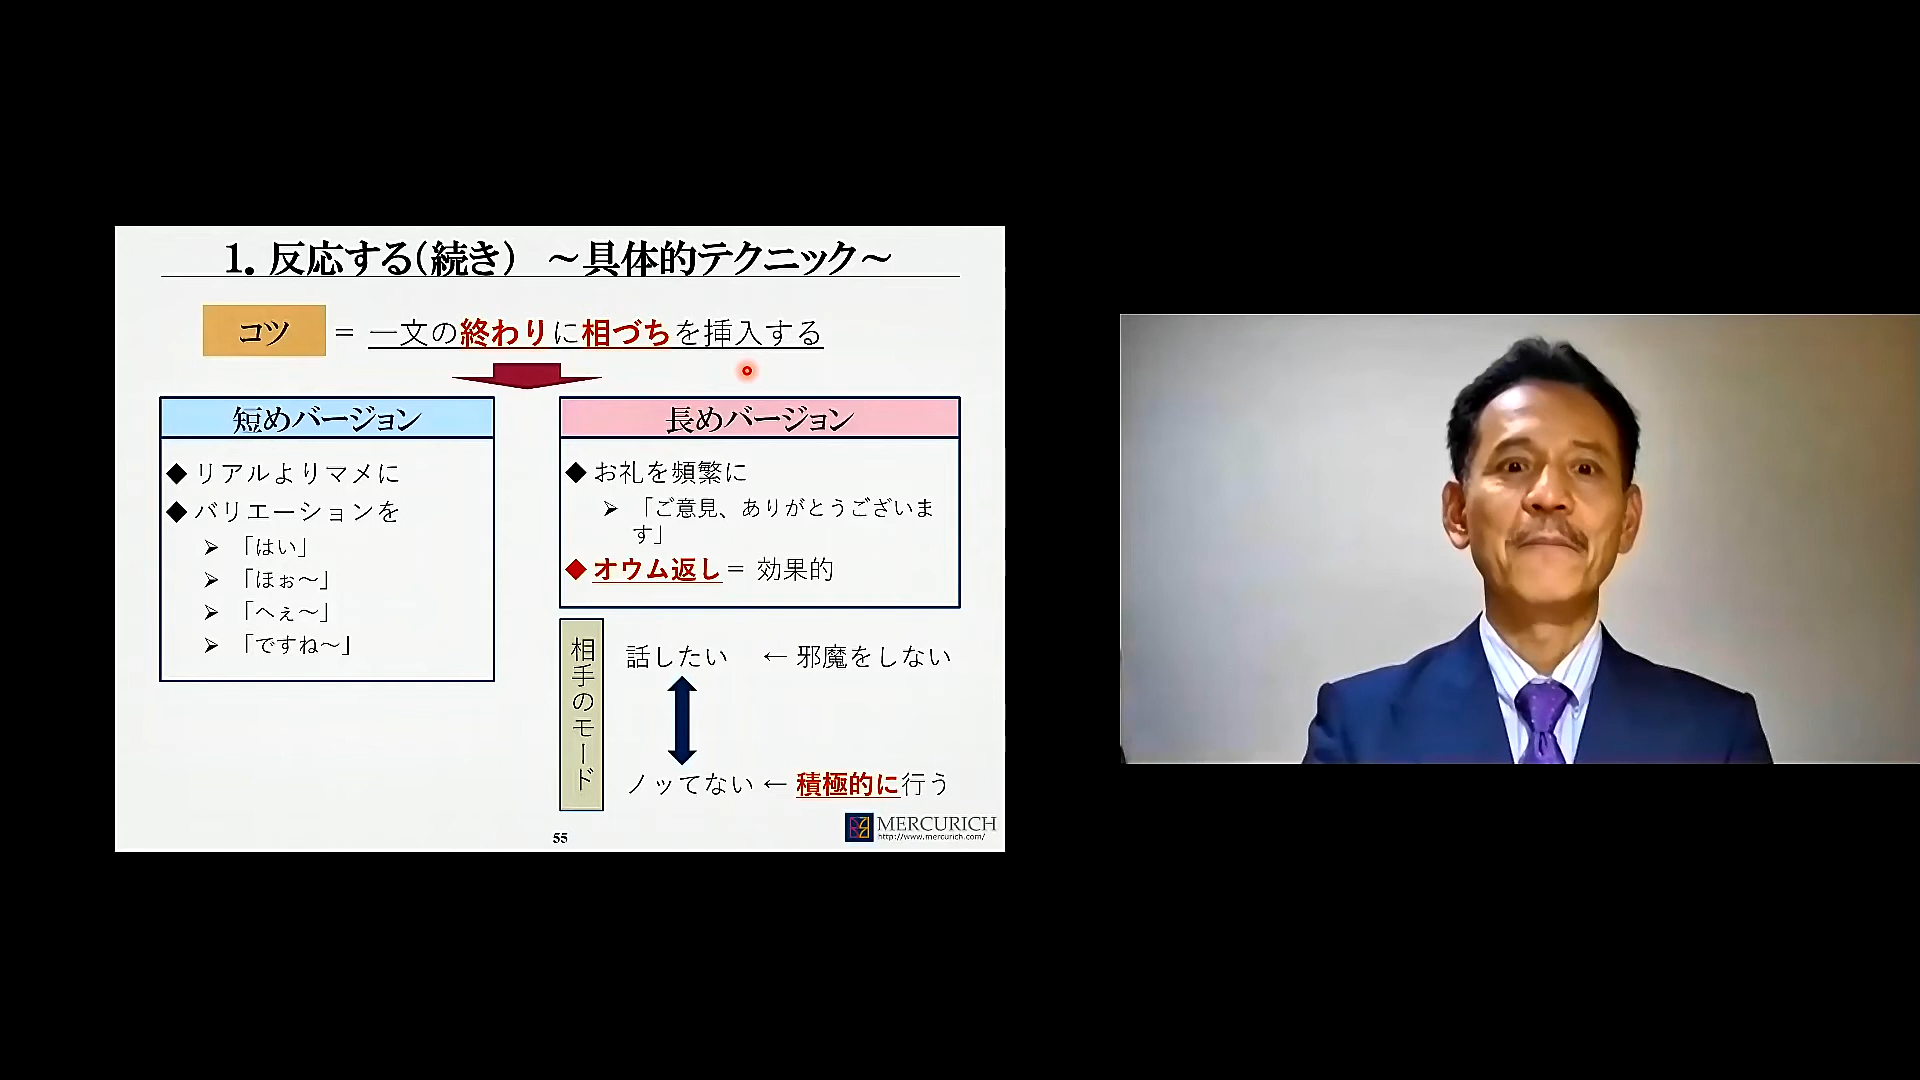 1. 反応する(続き) ～具体的テクニック～
コツ = 一文の終わりに相づちを挿入する
短めバージョン
◆ リアルよりマメに
◆ バリエーションを
➢ 「はい」
➢ 「ほぉ～」
➢ 「へぇ～」
➢ 「ですね～」
長めバージョン
◆ お礼を頻繁に
➢ 「ご意見、ありがとうございま
す」
◆ オウム返し = 効果的
相手のモード
話したい ← 邪魔をしない
ノッてない ← 積極的に行う
55
MERCURICH
http://www.mercurich.com/